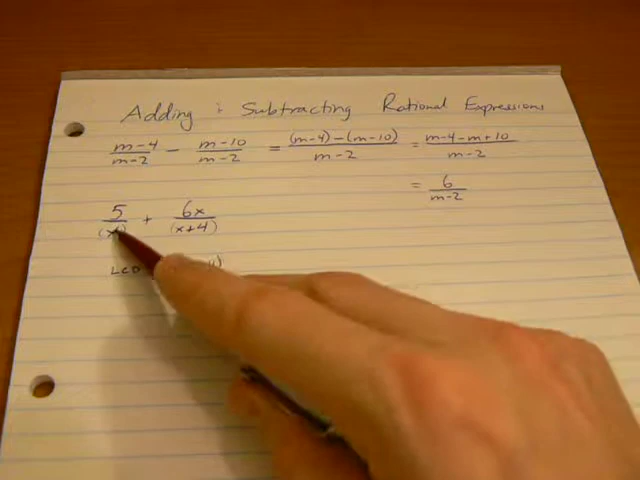 Adding & Subtracting Rational Expressions
m-4/m-2 - m-10/m-2 = (m-4)-(m-10)/m-2 = m-4-m+10/m-2
= 6/m-2
5/(x) + 6x/(x+4)
LCD